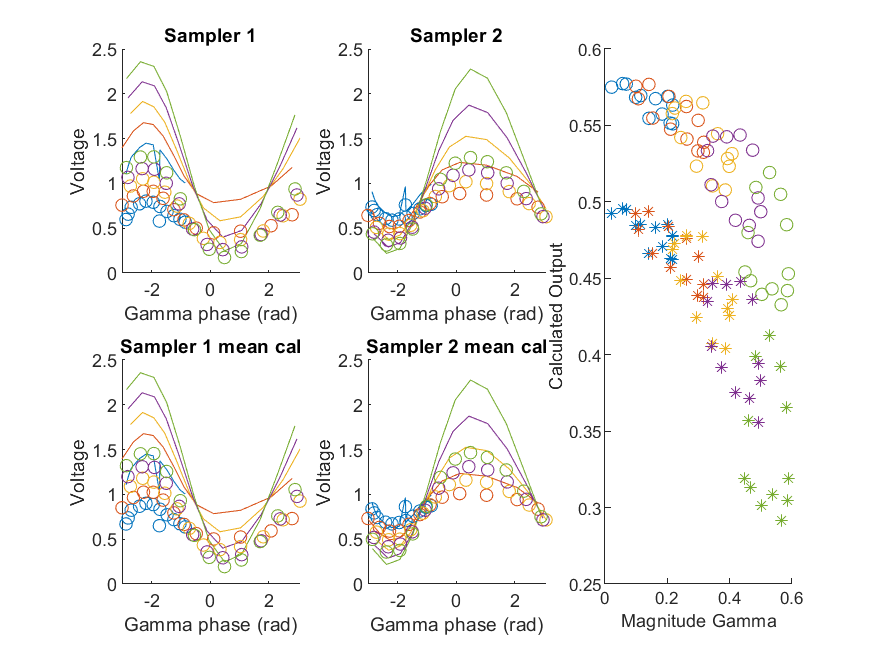 Sampler 1
2.5
2
1.5
1
0.5
0
Voltage
-2 0 2
Gamma phase (rad)
Sampler 2
2.5
2
1.5
1
0.5
0
Voltage
-2 0 2
Gamma phase (rad)
Sampler 1 mean cal
2.5
2
1.5
1
0.5
0
Voltage
-2 0 2
Gamma phase (rad)
Sampler 2 mean cal
2.5
2
1.5
1
0.5
0
Voltage
-2 0 2
Gamma phase (rad)
0.6
0.55
0.5
0.45
0.4
0.35
0.3
0.25
Calculated Output
0 0.2 0.4 0.6
Magnitude Gamma